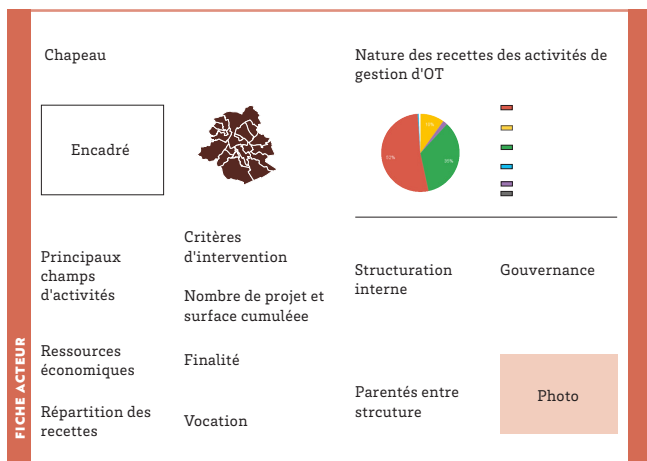 Chapeau
Encadré
Principaux
champs
d'activités
Critères
d'intervention
Nombre de projet et
surface cumuléee
Ressources
économiques
Finalité
Répartition des
recettes
Vocation
Nature des recettes des activités de
gestion d'OT
Structuration
interne
Gouvernance
Parentés entre
strcuture
Photo
FICHE ACTEUR